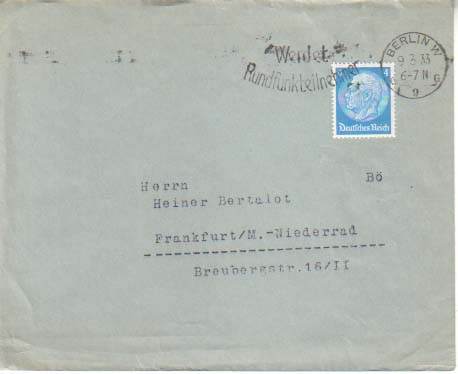 Werdet
Rundfunkteilnehmer
BERLIN W
9.3.33
6-7 N
9
4
Deutsches Reich
Herrn Bö
Heiner Bertalot
Frankfurt/M.-Niederrad
Breubergstr.16/II